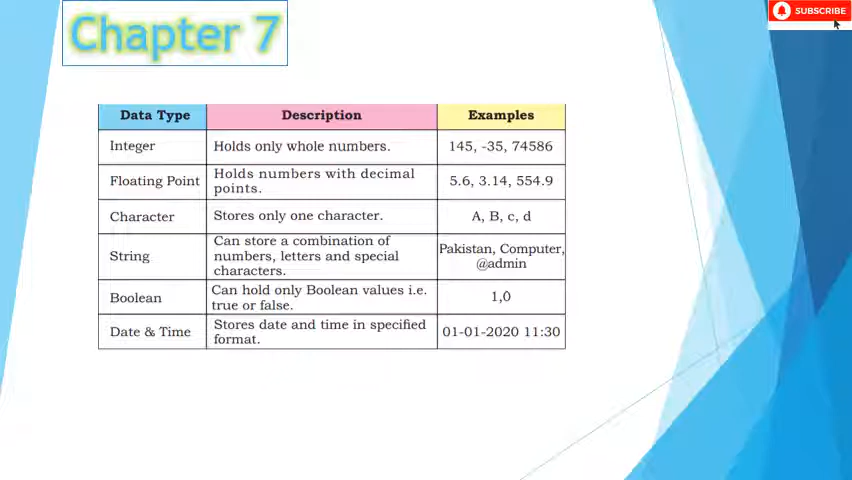 Chapter 7
SUBSCRIBE
Data Type Description Examples
Integer Holds only whole numbers. 145, -35, 74586
Floating Point Holds numbers with decimal points. 5.6, 3.14, 554.9
Character Stores only one character. A, B, c, d
String Can store a combination of numbers, letters and special characters. Pakistan, Computer, @admin
Boolean Can hold only Boolean values i.e. true or false. 1,0
Date & Time Stores date and time in specified format. 01-01-2020 11:30